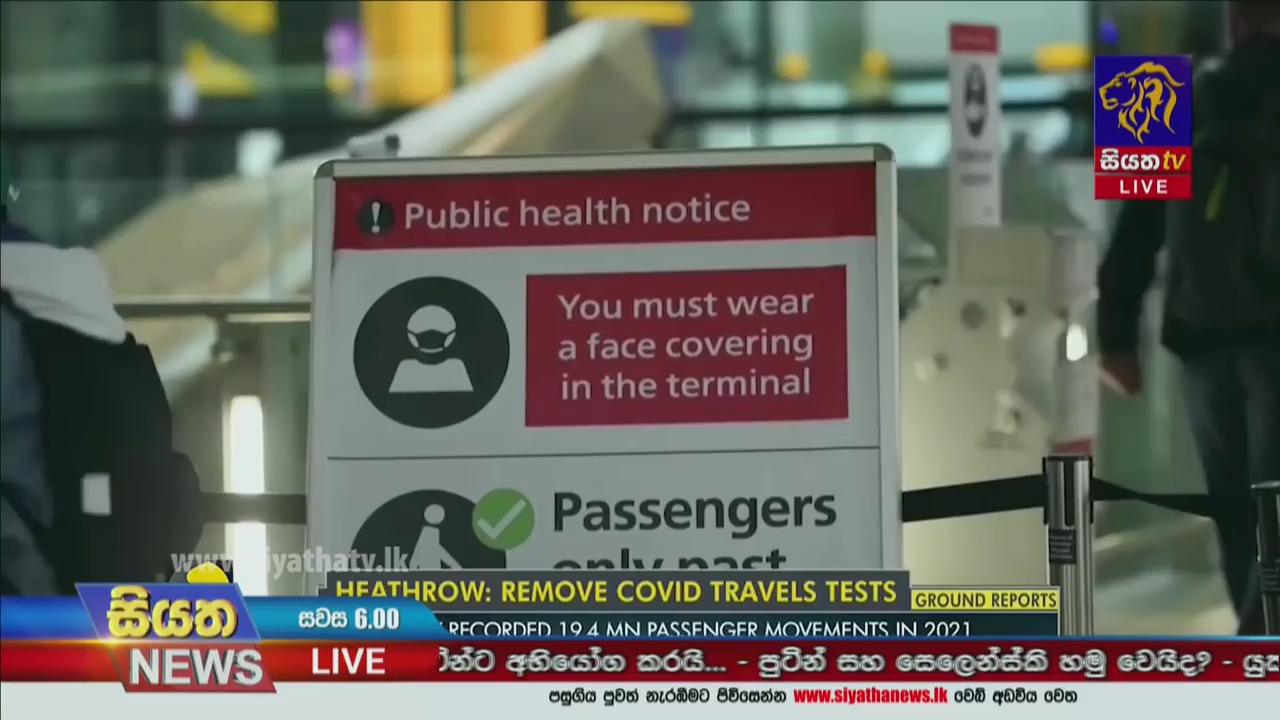 සියත tv
LIVE
! Public health notice
You must wear
a face covering
in the terminal
Passengers
only past
www.siyathatv.lk
HEATHROW: REMOVE COVID TRAVELS TESTS
GROUND REPORTS
RECORDED 19.4 MN PASSENGER MOVEMENTS IN 2021
සියත
සවස 6.00
NEWS
LIVE
අභියෝග කරයි... - පුටින් සහ සෙලෙන්ස්කි හමු වෙයිද? -
පසුගිය පුවත් නැරඹීමට පිවිසෙන්න www.siyathanews.lk වෙබ් අඩවිය වෙත